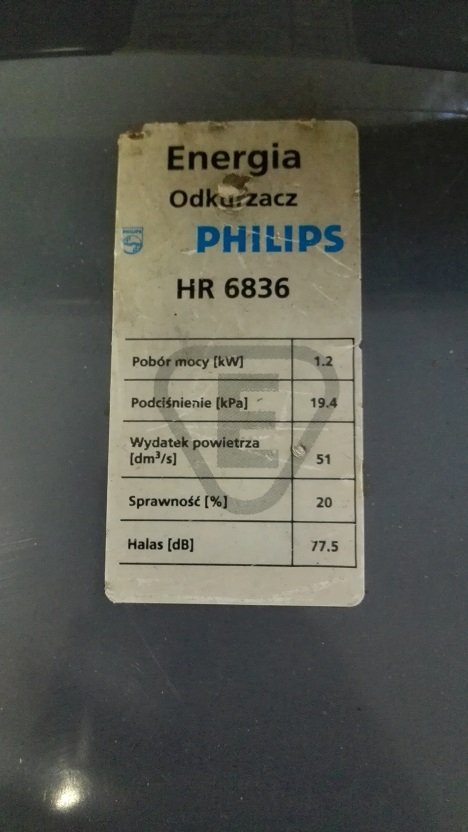 Energia
Odkurzacz
PHILIPS
PHILIPS
HR 6836
Pobór mocy [kW] 1.2
Podciśnienie [kPa] 19.4
Wydatek powietrza
[dm³/s] 51
Sprawność [%] 20
Halas [dB] 77.5
E